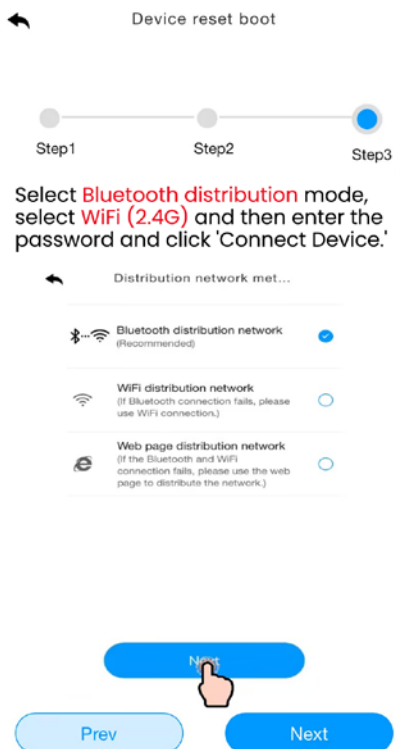 Device reset boot
Step1
Step2
Step3
Select Bluetooth distribution mode,
select WiFi (2.4G) and then enter the
password and click 'Connect Device.'
Distribution network met...
Bluetooth distribution network
(Recommended)
WiFi distribution network
(If Bluetooth connection fails, please
use WiFi connection.)
Web page distribution network
(If the Bluetooth and WiFi
connection fails, please use the web
page to distribute the network.)
Next
Prev
Next